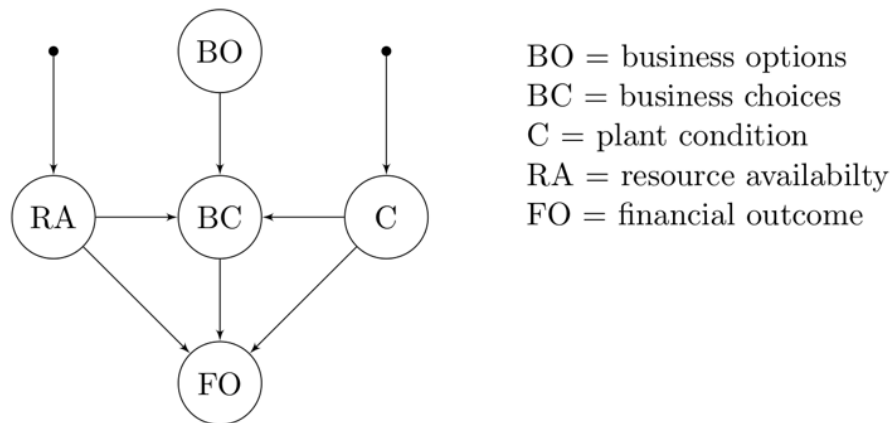 BO
RA
BC
C
FO
BO = business options
BC = business choices
C = plant condition
RA = resource availabilty
FO = financial outcome